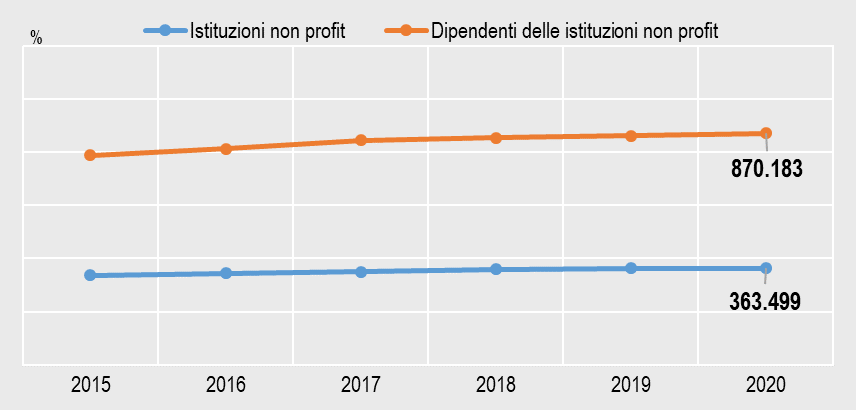 Istituzioni non profit Dipendenti delle istituzioni non profit
%
870.183
363.499
2015 2016 2017 2018 2019 2020